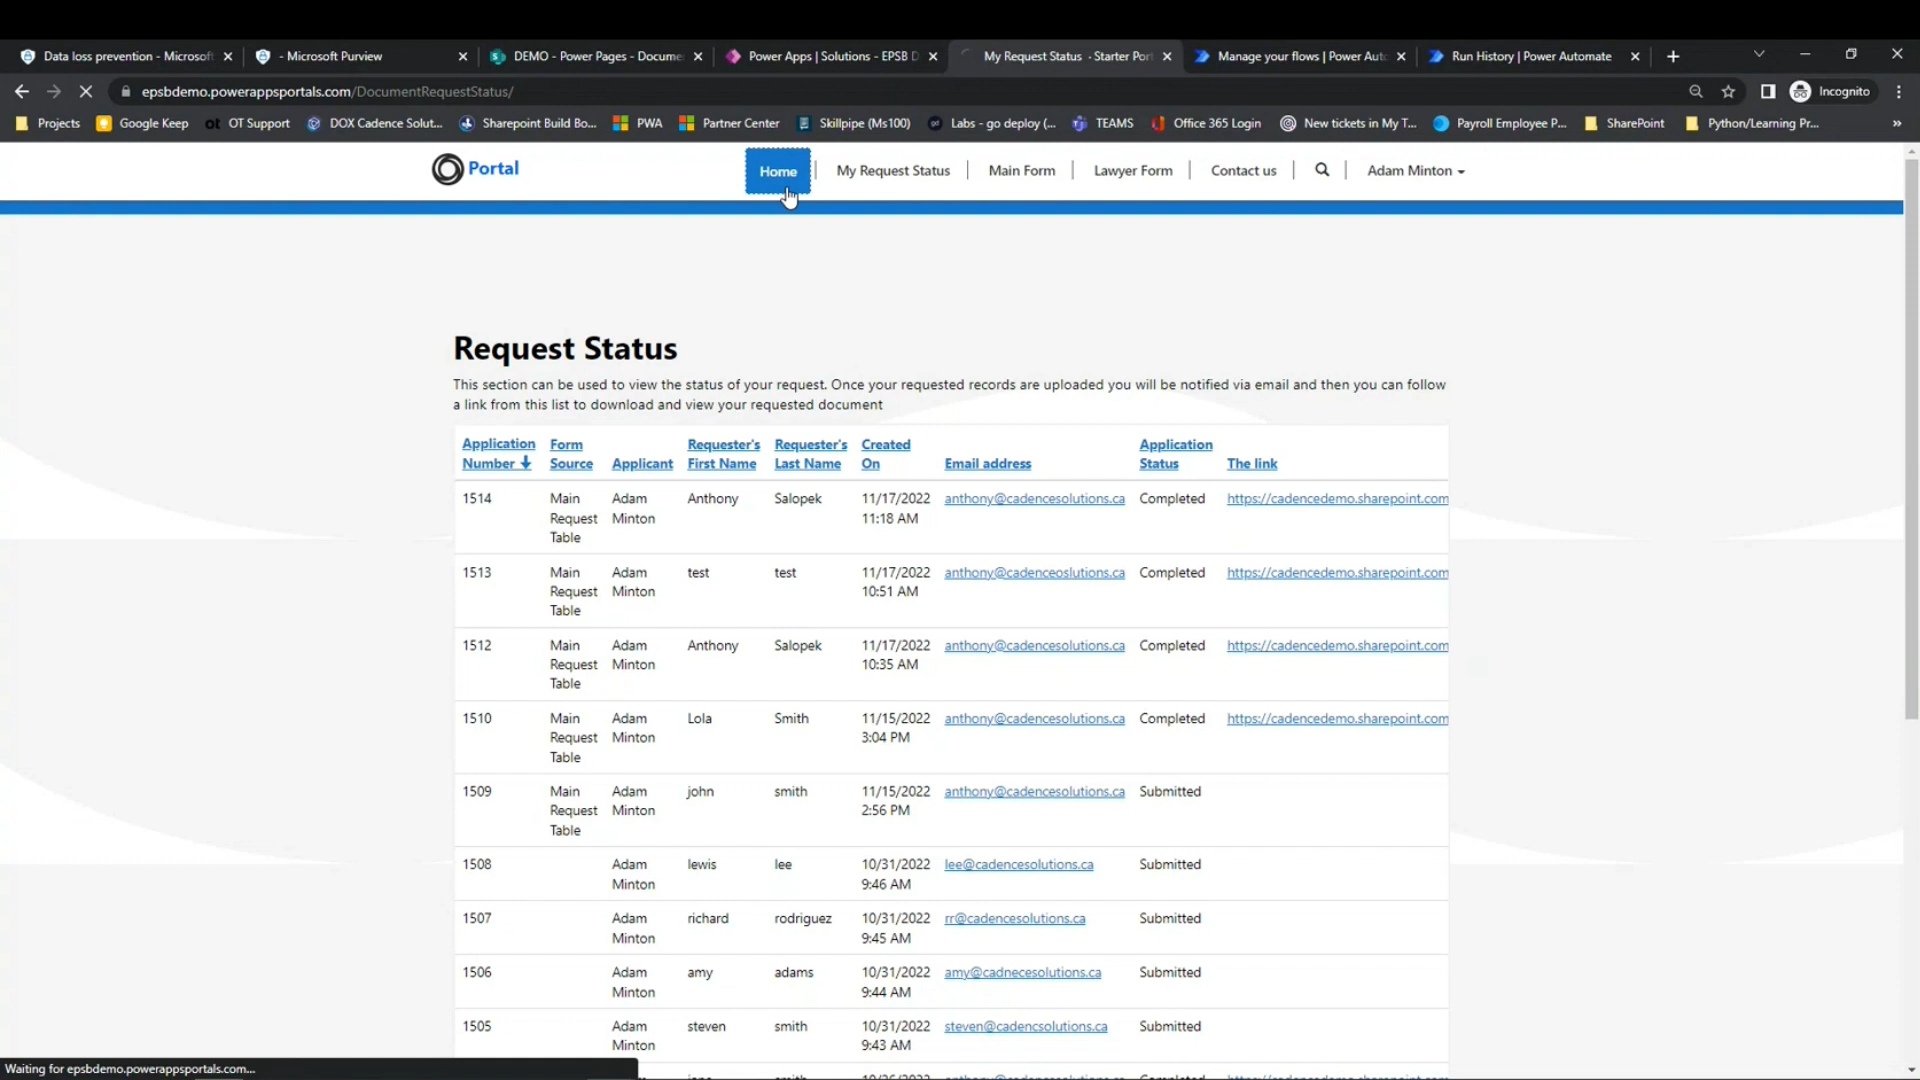 Data loss prevention - Microsoft
- Microsoft Purview
DEMO - Power Pages - Docume
Power Apps | Solutions - EPSB D
My Request Status - Starter Port
Manage your flows | Power Aut
Run History | Power Automate
epsbdemo.powerappsportals.com/DocumentRequestStatus/
Incognito
Projects
Google Keep
OT Support
DOX Cadence Solut...
Sharepoint Build Bo...
PWA
Partner Center
Skillpipe (Ms100)
Labs - go deploy (...
TEAMS
Office 365 Login
New tickets in My T...
Payroll Employee P...
SharePoint
Python/Learning Pr...
»
Portal
Home
My Request Status
Main Form
Lawyer Form
Contact us
Adam Minton
Request Status
This section can be used to view the status of your request. Once your requested records are uploaded you will be notified via email and then you can follow
a link from this list to download and view your requested document
Application Number
Form Source
Applicant
Requester's First Name
Requester's Last Name
Created On
Email address
Application Status
The link
1514 Main Request Table Adam Minton Anthony Salopek 11/17/2022 11:18 AM anthony@cadencesolutions.ca Completed https://cadencedemo.sharepoint.com
1513 Main Request Table Adam Minton test test 11/17/2022 10:51 AM anthony@cadenceoslutions.ca Completed https://cadencedemo.sharepoint.com
1512 Main Request Table Adam Minton Anthony Salopek 11/17/2022 10:35 AM anthony@cadencesolutions.ca Completed https://cadencedemo.sharepoint.com
1510 Main Request Table Adam Minton Lola Smith 11/15/2022 3:04 PM anthony@cadencesolutions.ca Completed https://cadencedemo.sharepoint.com
1509 Main Request Table Adam Minton john smith 11/15/2022 2:56 PM anthony@cadencesolutions.ca Submitted
1508 Adam Minton lewis lee 10/31/2022 9:46 AM lee@cadencesolutions.ca Submitted
1507 Adam Minton richard rodriguez 10/31/2022 9:45 AM rr@cadencesolutions.ca Submitted
1506 Adam Minton amy adams 10/31/2022 9:44 AM amy@cadnecesolutions.ca Submitted
1505 Adam Minton steven smith 10/31/2022 9:43 AM steven@cadencsolutions.ca Submitted
Waiting for epsbdemo.powerappsportals.com...